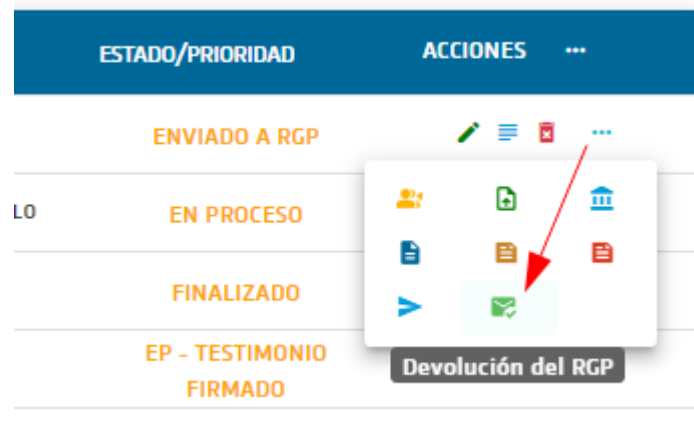 ESTADO/PRIORIDAD ACCIONES ...
ENVIADO A RGP ...
LO EN PROCESO
FINALIZADO
EP - TESTIMONIO
FIRMADO
Devolución del RGP